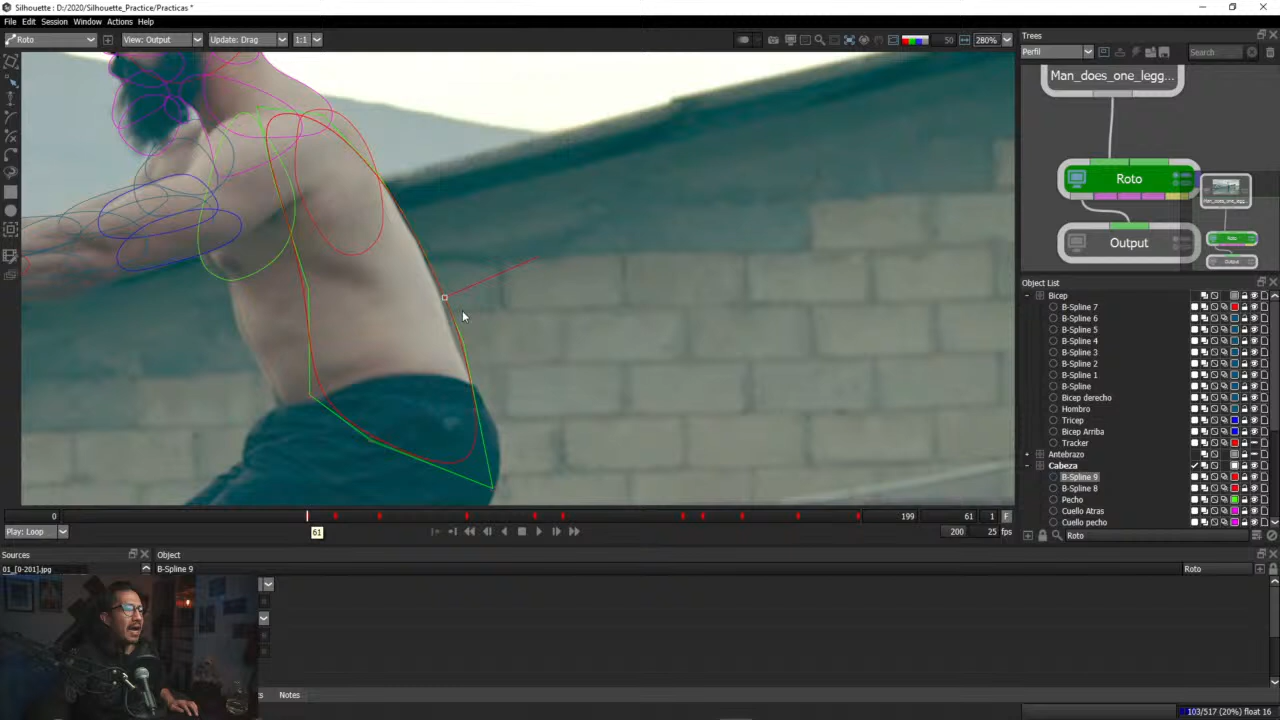 Silhouette : D:/2020/Silhouette_Practice/Practicas *
File Edit Session Window Actions Help
Roto View: Output Update: Drag 1:1 50 280%
Trees
Perfil Search
Man_does_one_legg...
Roto
Output
Object List
Bicep
B-Spline 7
B-Spline 6
B-Spline 5
B-Spline 4
B-Spline 3
B-Spline 2
B-Spline 1
B-Spline
Bicep derecho
Hombro
Tricep
Bicep Arriba
Tracker
Antebrazo
Cabeza
B-Spline 9
B-Spline 8
Pecho
Cuello Atras
Cuello pecho
Roto
0 199 61 1 F
Play: Loop 61 200 25 fps
Sources Object
01_[0-201].jpg B-Spline 9 Roto
Notes
103/517 (20%) float 16